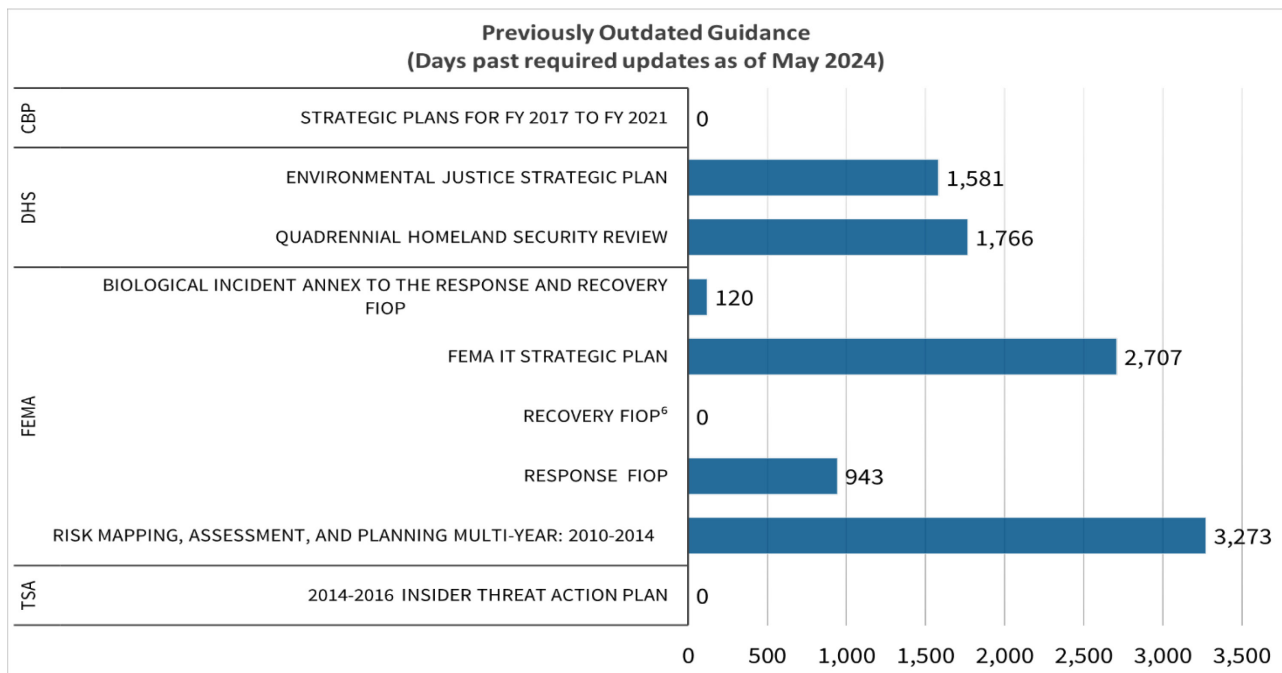 Previously Outdated Guidance
(Days past required updates as of May 2024)
CBP
STRATEGIC PLANS FOR FY 2017 TO FY 2021
0
DHS
ENVIRONMENTAL JUSTICE STRATEGIC PLAN
1,581
QUADRENNIAL HOMELAND SECURITY REVIEW
1,766
FEMA
BIOLOGICAL INCIDENT ANNEX TO THE RESPONSE AND RECOVERY
FIOP
120
FEMA IT STRATEGIC PLAN
2,707
RECOVERY FIOP⁶
0
RESPONSE FIOP
943
RISK MAPPING, ASSESSMENT, AND PLANNING MULTI-YEAR: 2010-2014
3,273
TSA
2014-2016 INSIDER THREAT ACTION PLAN
0
0 500 1,000 1,500 2,000 2,500 3,000 3,500